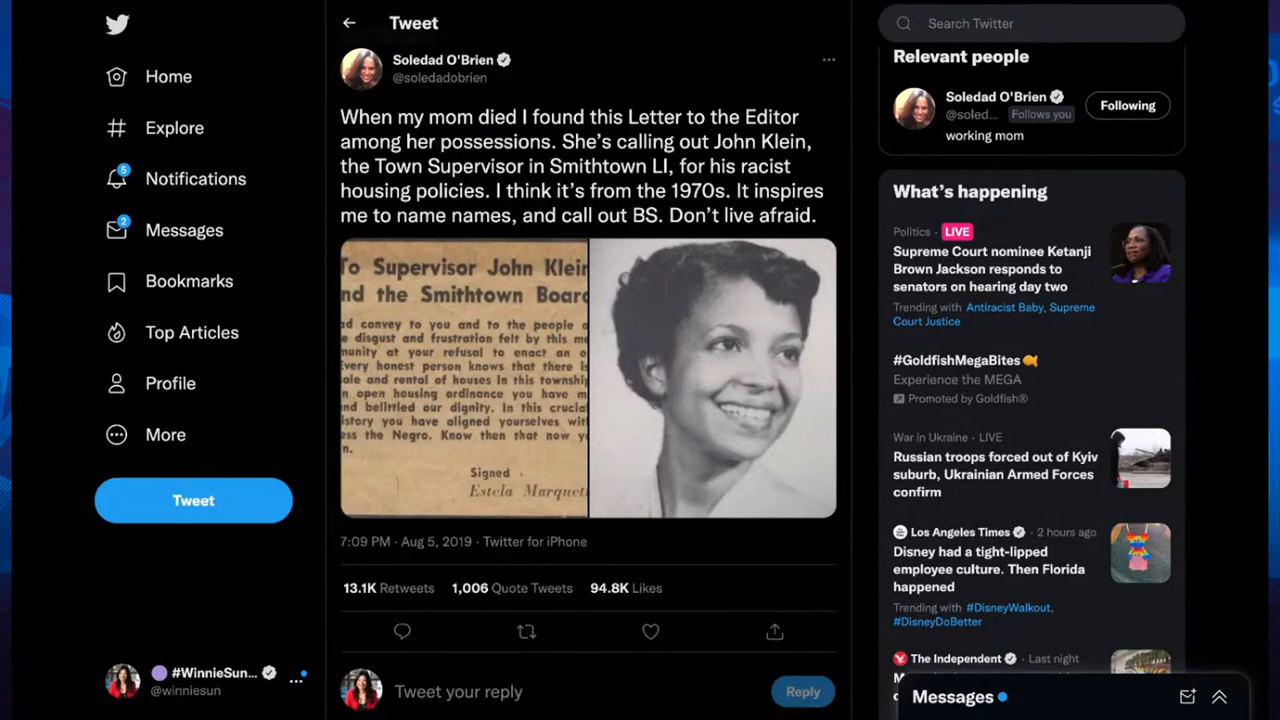 Home
Explore
5
Notifications
2
Messages
Bookmarks
Top Articles
Profile
More
Tweet
#WinnieSun...
@winniesun
Tweet
Soledad O'Brien
@soledadobrien
When my mom died I found this Letter to the Editor
among her possessions. She's calling out John Klein,
the Town Supervisor in Smithtown LI, for his racist
housing policies. I think it's from the 1970s. It inspires
me to name names, and call out BS. Don't live afraid.
To Supervisor John Klein
nd the Smithtown Board
ad convey to you and to the people o
e disgust and frustration felt by this me
munity at your refusal to enact an o
Every honest person knows that there is
ale and rental of houses in this township
n open housing ordinance you have m
nd belittled our dignity. In this crucial
istory you have aligned yourselves with
ess the Negro. Know then that now y
n.
Signed
Estela Marquet
7:09 PM · Aug 5, 2019 · Twitter for iPhone
13.1K Retweets 1,006 Quote Tweets 94.8K Likes
Tweet your reply
Reply
Search Twitter
Relevant people
Soledad O'Brien
@soled... Follows you
Following
working mom
What's happening
Politics · LIVE
Supreme Court nominee Ketanji
Brown Jackson responds to
senators on hearing day two
Trending with Antiracist Baby, Supreme
Court Justice
#GoldfishMegaBites
Experience the MEGA
Promoted by Goldfish®
War in Ukraine · LIVE
Russian troops forced out of Kyiv
suburb, Ukrainian Armed Forces
confirm
Los Angeles Times · 2 hours ago
Disney had a tight-lipped
employee culture. Then Florida
happened
Trending with #DisneyWalkout,
#DisneyDoBetter
The Independent · Last night
Messages